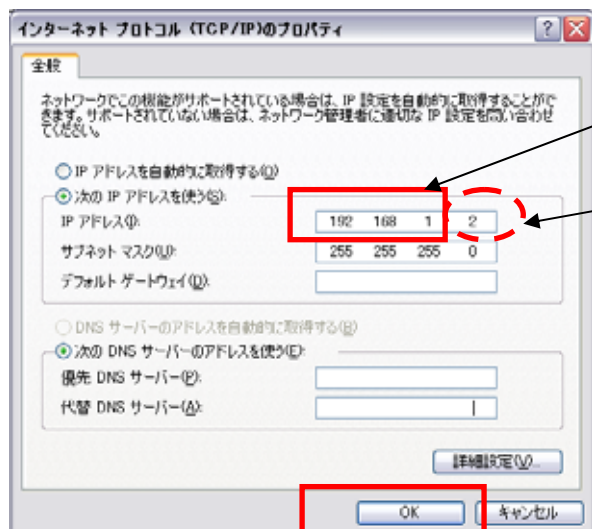 インターネット プロトコル (TCP/IP)のプロパティ
全般
ネットワークでこの機能がサポートされている場合は、IP 設定を自動的に取得することがで
きます。サポートされていない場合は、ネットワーク管理者に適切な IP 設定を問い合わせ
てください。
IP アドレスを自動的に取得する(O)
次の IP アドレスを使う(S):
IP アドレス(I): 192 168 1 2
サブネット マスク(U): 255 255 255 0
デフォルト ゲートウェイ(D):
DNS サーバーのアドレスを自動的に取得する(B)
次の DNS サーバーのアドレスを使う(E):
優先 DNS サーバー(P):
代替 DNS サーバー(A):
詳細設定(V)...
OK キャンセル